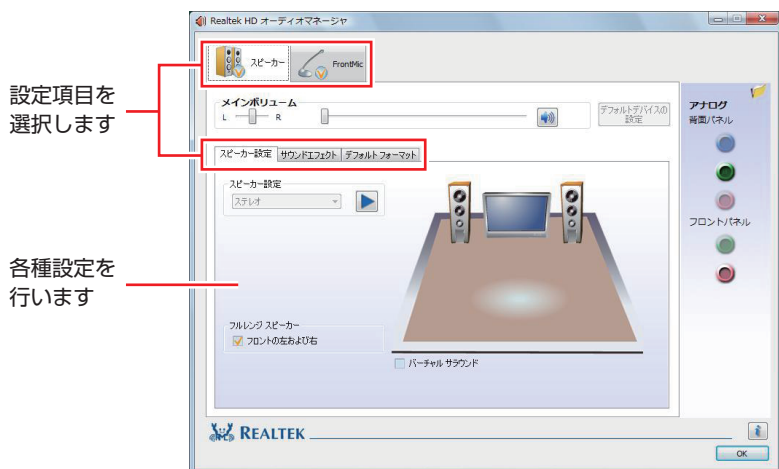 Realtek HD オーディオマネージャ
スピーカー
FrontMic
設定項目を
選択します
メインボリューム
L
R
デフォルトデバイスの
設定
アナログ
背面パネル
スピーカー設定
サウンドエフェクト
デフォルトフォーマット
スピーカー設定
ステレオ
フロントパネル
各種設定を
行います
フルレンジ スピーカー
フロントの左および右
バーチャル サラウンド
REALTEK
OK